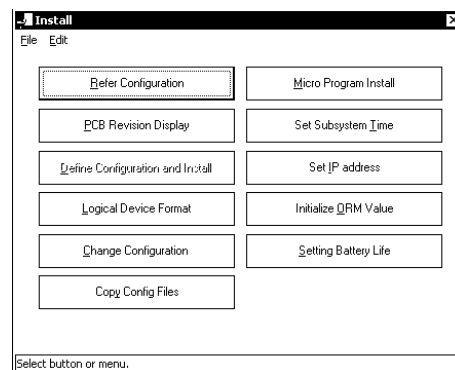 Install
File Edit
Refer Configuration
Micro Program Install
PCB Revision Display
Set Subsystem Time
Define Configuration and Install
Set IP address
Logical Device Format
Initialize ORM Value
Change Configuration
Setting Battery Life
Copy Config Files
Select button or menu.